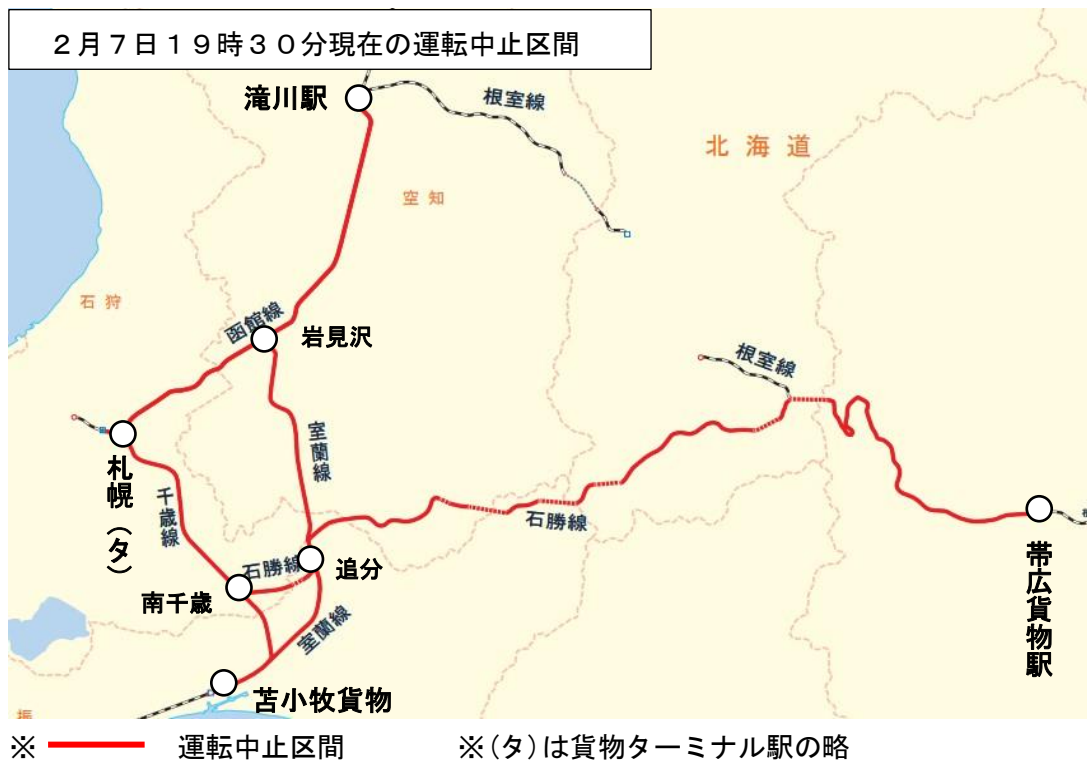 2月7日19時30分現在の運転中止区間
滝川駅
根室線
北海道
空知
石狩
函館線
岩見沢
根室線
室蘭線
札幌(タ)
千歳線
石勝線
石勝線
追分
南千歳
室蘭線
帯広貨物駅
苫小牧貨物
※ 運転中止区間 ※(タ)は貨物ターミナル駅の略